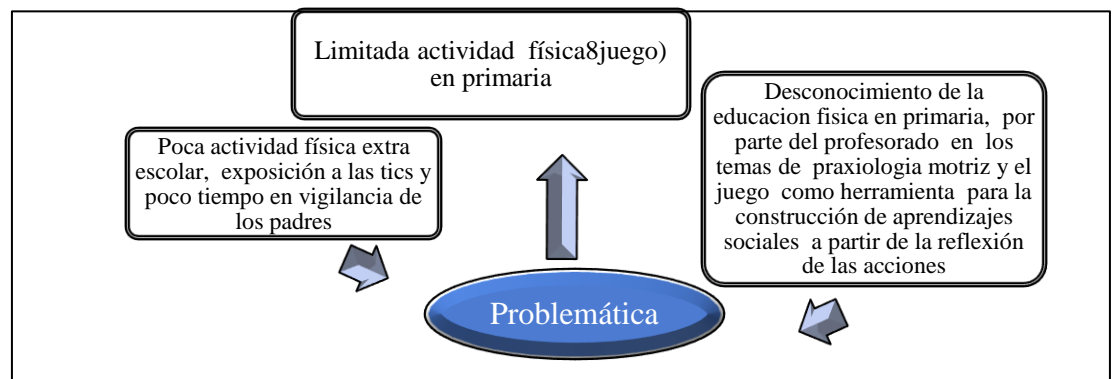 Limitada actividad física8juego)
en primaria
Poca actividad física extra
escolar, exposición a las tics y
poco tiempo en vigilancia de
los padres
Desconocimiento de la
educacion fisica en primaria, por
parte del profesorado en los
temas de praxiologia motriz y el
juego como herramienta para la
construcción de aprendizajes
sociales a partir de la reflexión
de las acciones
Problemática